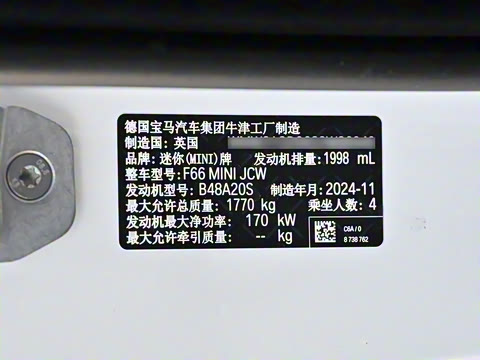 德国宝马汽车集团牛津工厂制造
制造国: 英国
品牌: 迷你(MINI)牌 发动机排量: 1998 mL
整车型号: F66 MINI JCW
发动机型号: B48A20S 制造年月: 2024-11
最大允许总质量: 1770 kg 乘坐人数: 4
发动机最大净功率: 170 kW
最大允许牵引质量: -- kg
C6A / 0
8 738 762